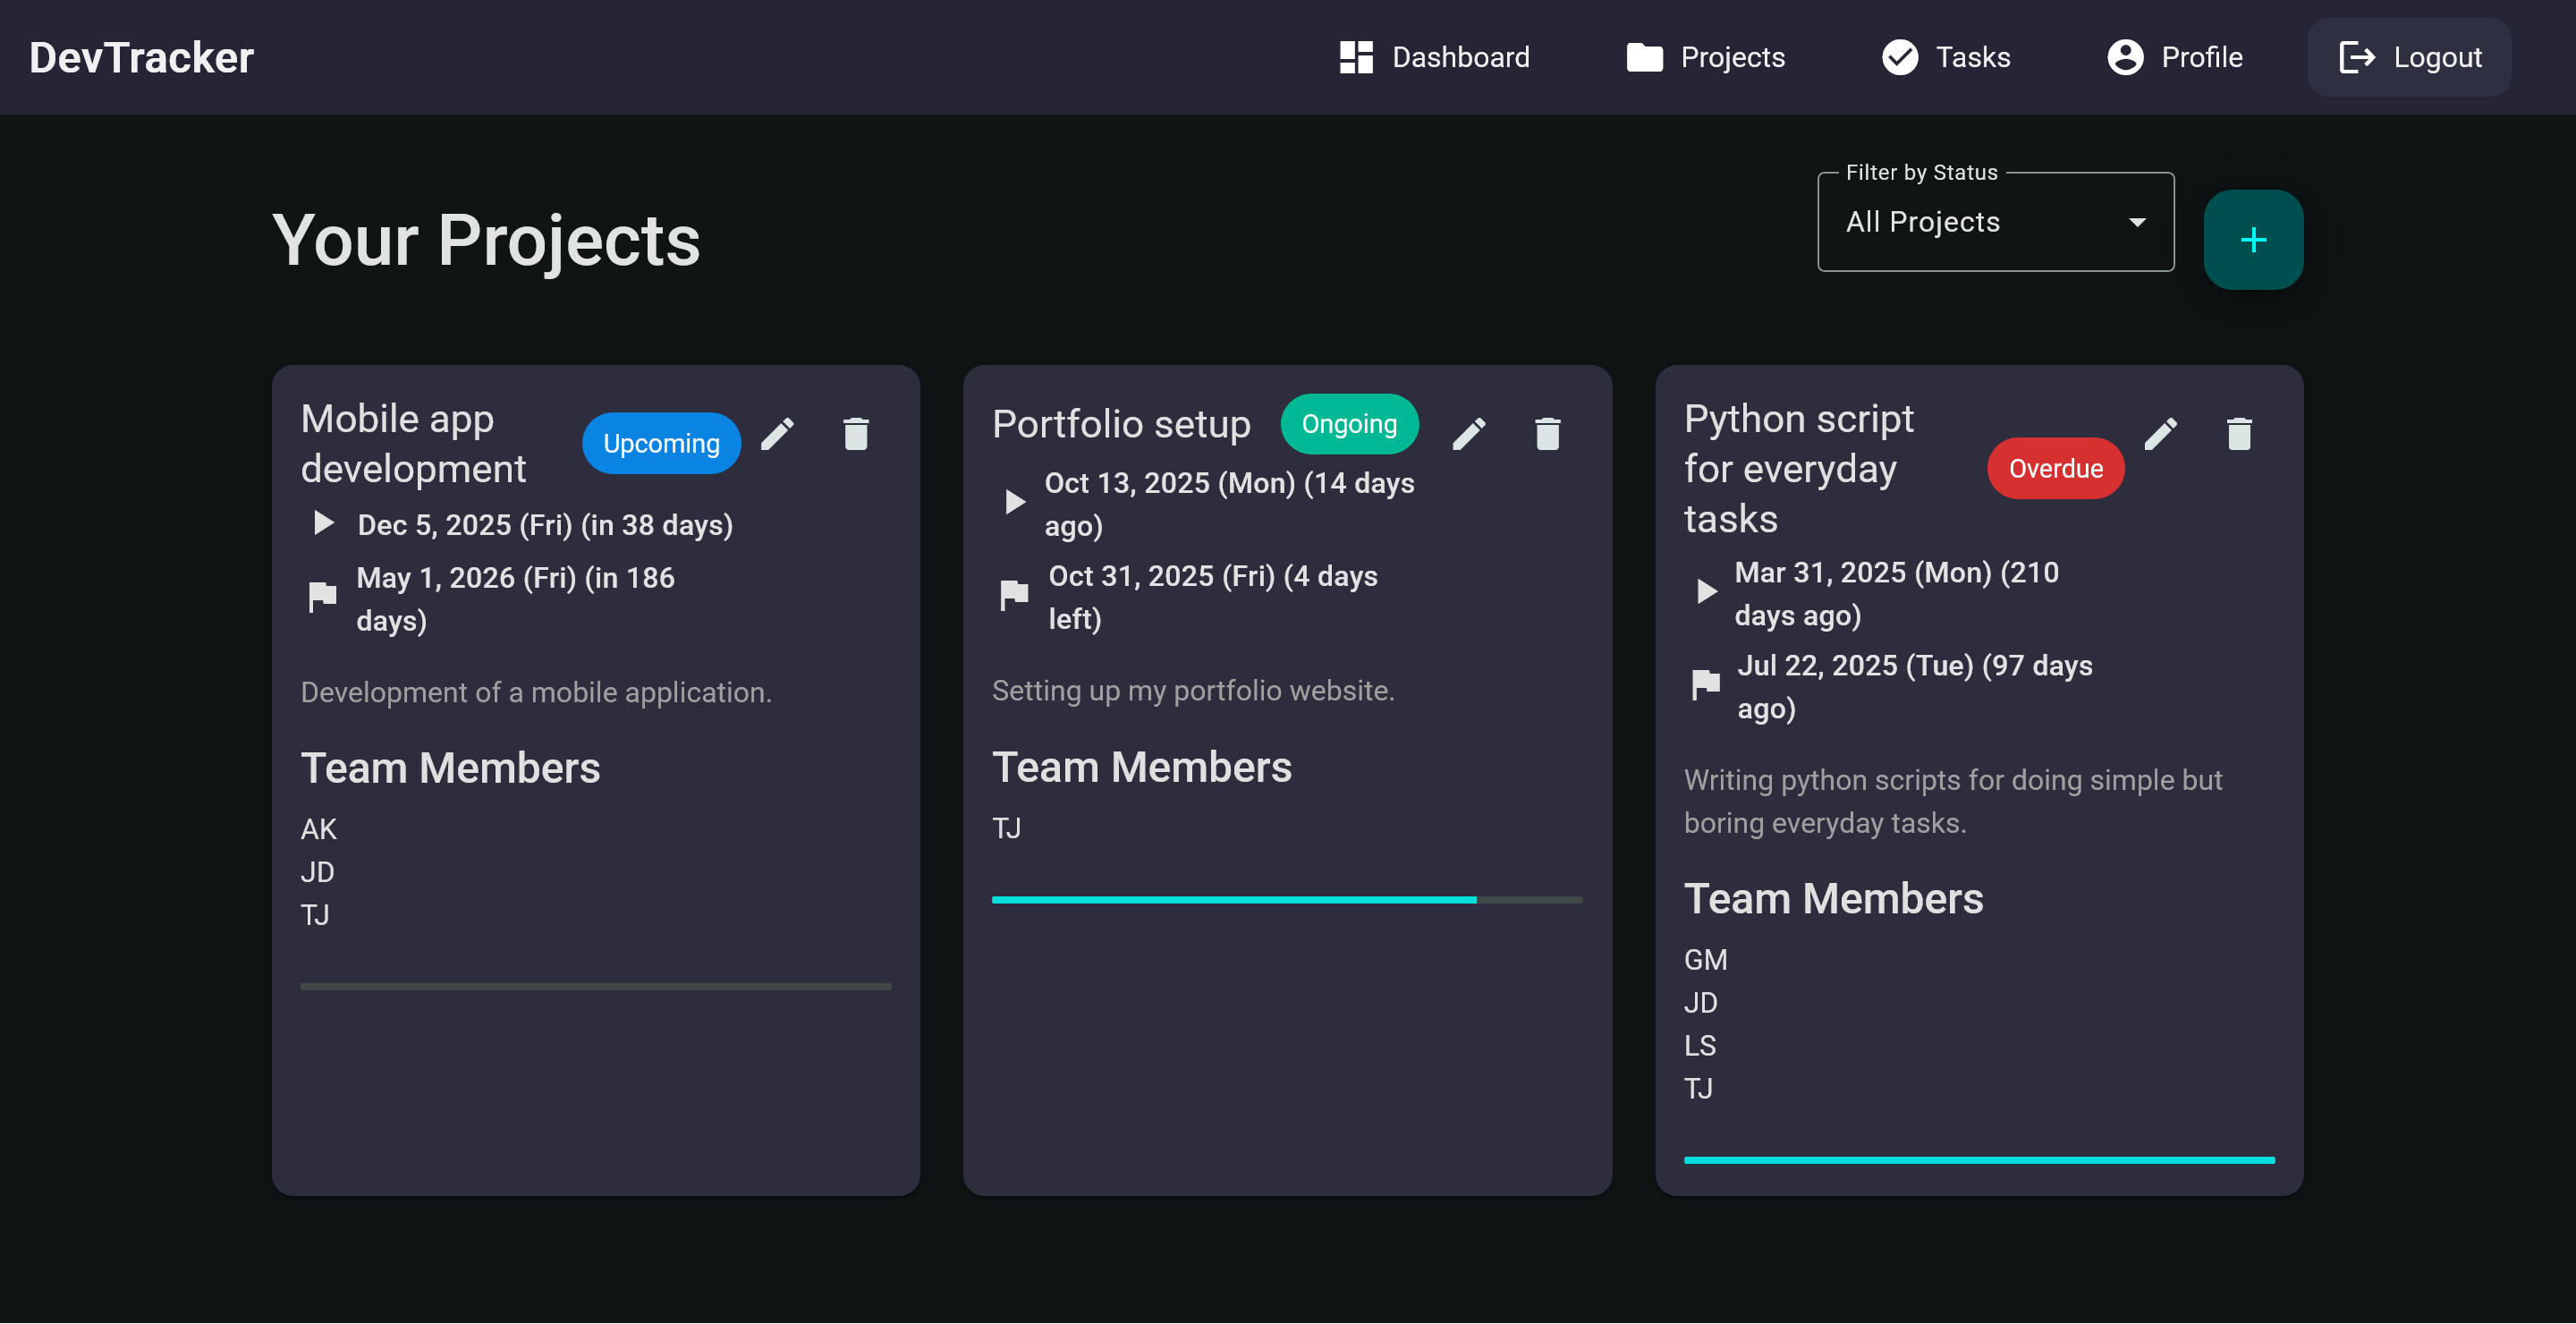 DevTracker
Dashboard
Projects
Tasks
Profile
Logout
Your Projects
Filter by Status
All Projects
+
Mobile app
development
Upcoming
Dec 5, 2025 (Fri) (in 38 days)
May 1, 2026 (Fri) (in 186
days)
Development of a mobile application.
Team Members
AK
JD
TJ
Portfolio setup
Ongoing
Oct 13, 2025 (Mon) (14 days
ago)
Oct 31, 2025 (Fri) (4 days
left)
Setting up my portfolio website.
Team Members
TJ
Python script
for everyday
tasks
Overdue
Mar 31, 2025 (Mon) (210
days ago)
Jul 22, 2025 (Tue) (97 days
ago)
Writing python scripts for doing simple but
boring everyday tasks.
Team Members
GM
JD
LS
TJ